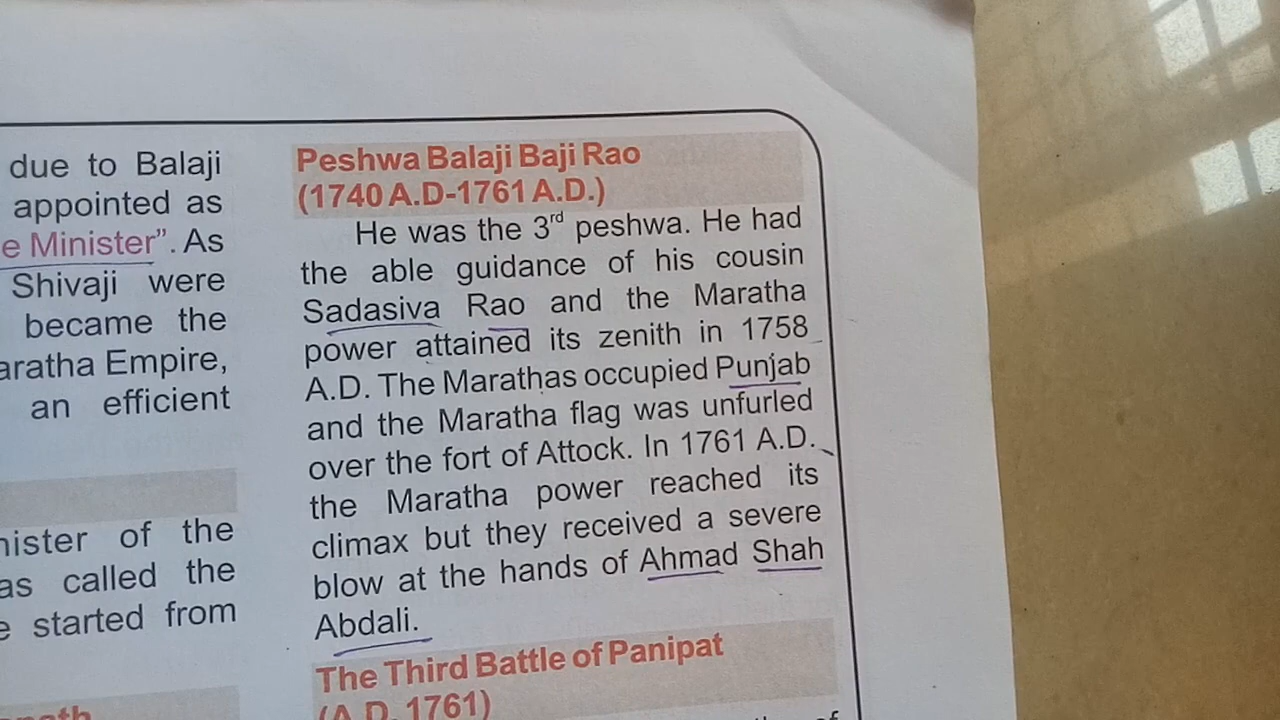 due to Balaji
appointed as
e Minister”. As
Shivaji were
became the
aratha Empire,
an efficient
nister of the
as called the
e started from
Peshwa Balaji Baji Rao
(1740 A.D-1761 A.D.)
He was the 3rd peshwa. He had
the able guidance of his cousin
Sadasiva Rao and the Maratha
power attained its zenith in 1758
A.D. The Marathas occupied Punjab
and the Maratha flag was unfurled
over the fort of Attock. In 1761 A.D.
the Maratha power reached its
climax but they received a severe
blow at the hands of Ahmad Shah
Abdali.
The Third Battle of Panipat
(A.D. 1761)